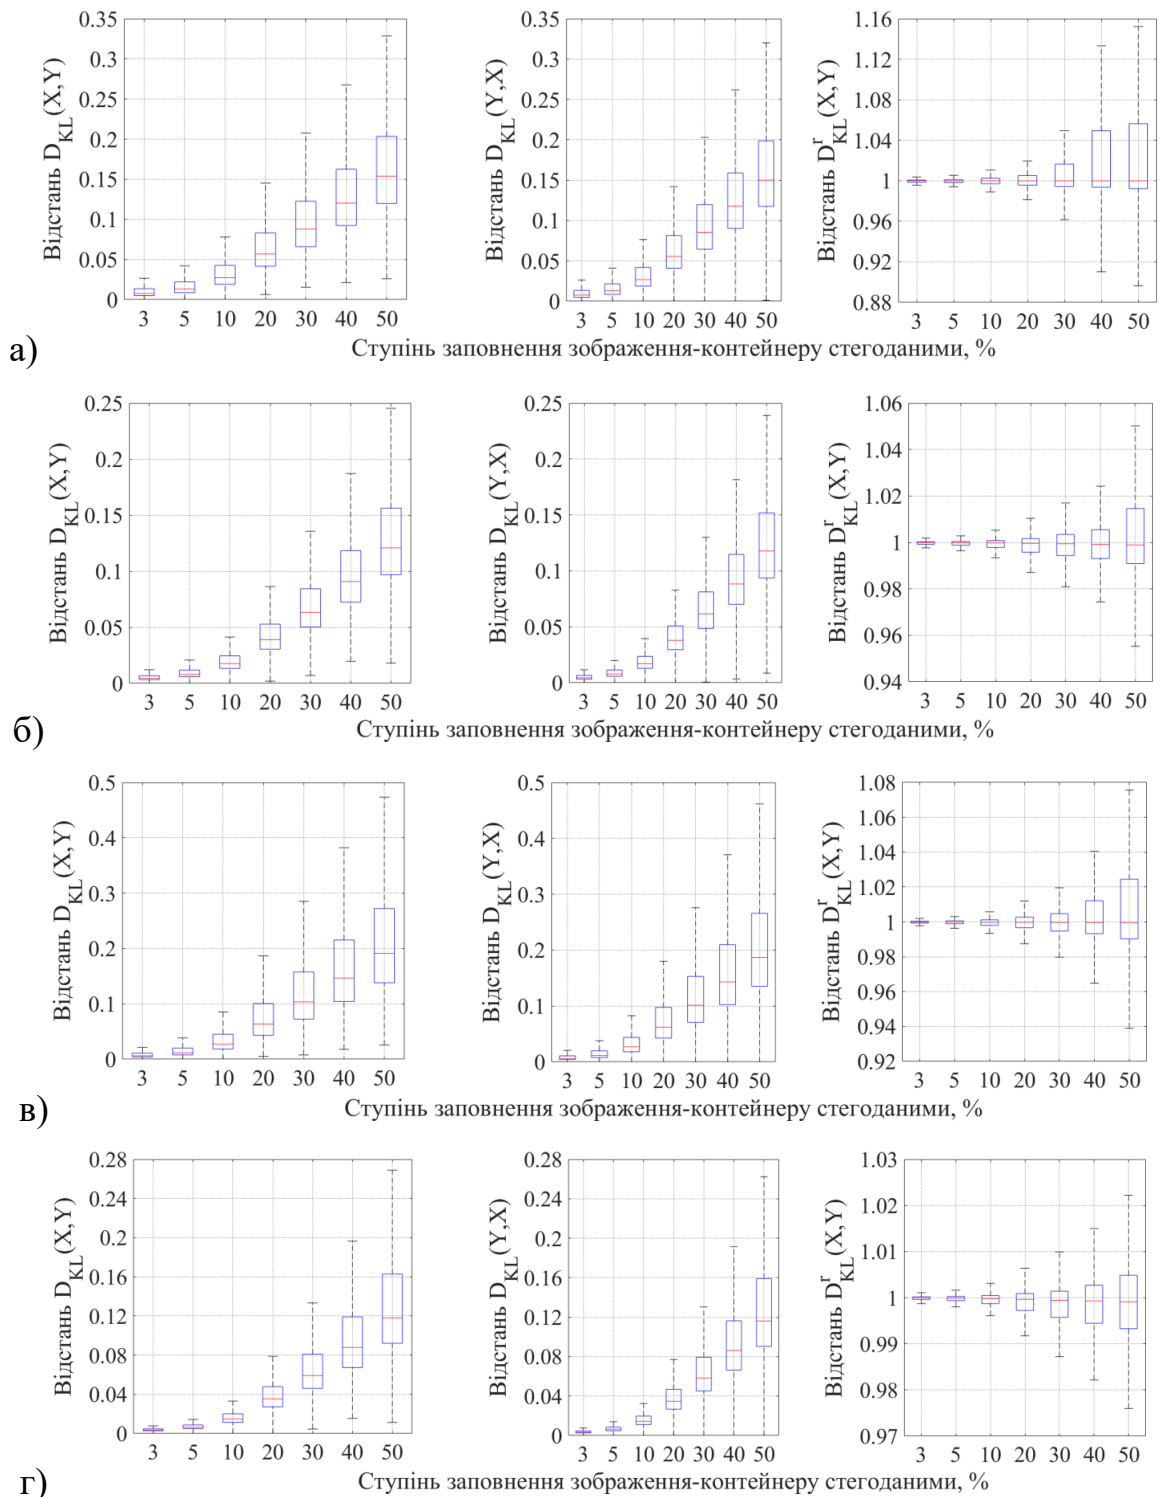 0.35
0.3
0.25
0.2
0.15
0.1
0.05
0
Відстань D_KL(X,Y)
3 5 10 20 30 40 50
0.35
0.3
0.25
0.2
0.15
0.1
0.05
0
Відстань D_KL(Y,X)
3 5 10 20 30 40 50
1.16
1.12
1.08
1.04
1
0.96
0.92
0.88
Відстань D^r_KL(X,Y)
3 5 10 20 30 40 50
а)
Ступінь заповнення зображення-контейнеру стегоданими, %
0.25
0.2
0.15
0.1
0.05
0
Відстань D_KL(X,Y)
3 5 10 20 30 40 50
0.25
0.2
0.15
0.1
0.05
0
Відстань D_KL(Y,X)
3 5 10 20 30 40 50
1.06
1.04
1.02
1
0.98
0.96
0.94
Відстань D^r_KL(X,Y)
3 5 10 20 30 40 50
б)
Ступінь заповнення зображення-контейнеру стегоданими, %
0.5
0.4
0.3
0.2
0.1
0
Відстань D_KL(X,Y)
3 5 10 20 30 40 50
0.5
0.4
0.3
0.2
0.1
0
Відстань D_KL(Y,X)
3 5 10 20 30 40 50
1.08
1.06
1.04
1.02
1
0.98
0.96
0.94
0.92
Відстань D^r_KL(X,Y)
3 5 10 20 30 40 50
в)
Ступінь заповнення зображення-контейнеру стегоданими, %
0.28
0.24
0.2
0.16
0.12
0.08
0.04
0
Відстань D_KL(X,Y)
3 5 10 20 30 40 50
0.28
0.24
0.2
0.16
0.12
0.08
0.04
0
Відстань D_KL(Y,X)
3 5 10 20 30 40 50
1.03
1.02
1.01
1
0.99
0.98
0.97
Відстань D^r_KL(X,Y)
3 5 10 20 30 40 50
г)
Ступінь заповнення зображення-контейнеру стегоданими, %